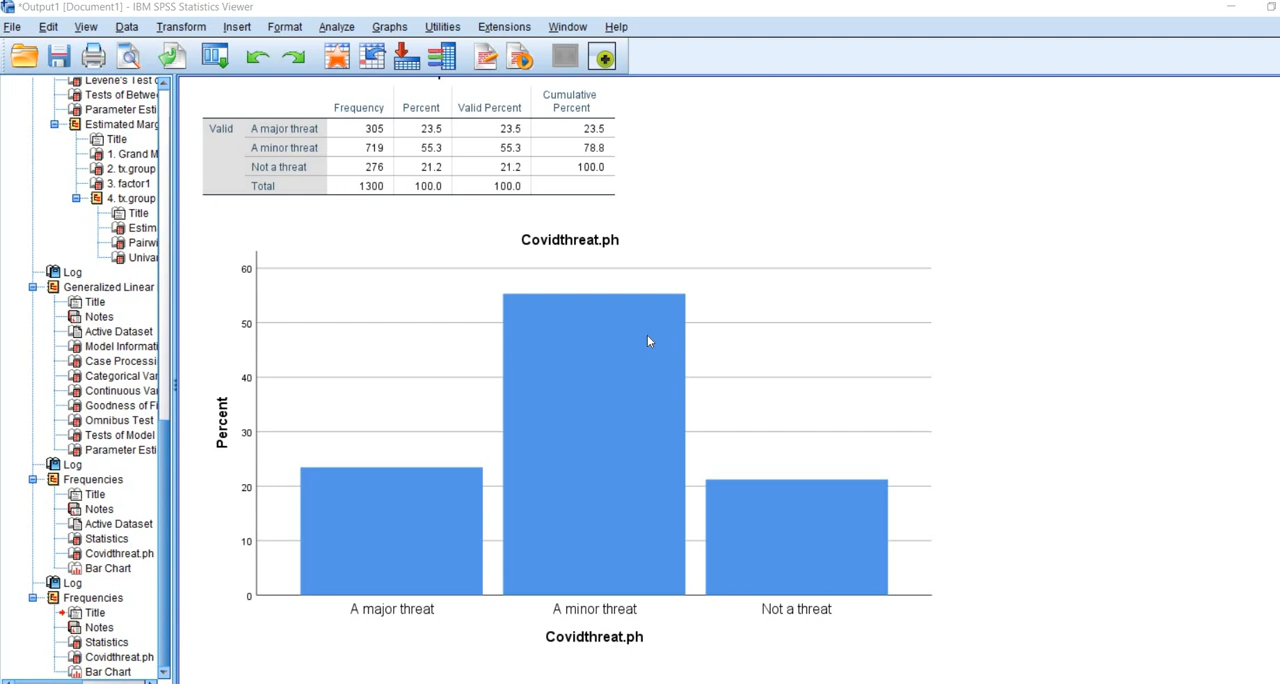 *Output1 [Document1] - IBM SPSS Statistics Viewer
File Edit View Data Transform Insert Format Analyze Graphs Utilities Extensions Window Help
Levene's Test
Tests of Betwe
Parameter Esti
Estimated Marg
Title
1. Grand M
2. tx.group
3. factor1
4. tx.group
Title
Estim
Pairwi
Univa
Log
Generalized Linear
Title
Notes
Active Dataset
Model Informati
Case Processi
Categorical Var
Continuous Va
Goodness of Fi
Omnibus Test
Tests of Model
Parameter Esti
Log
Frequencies
Title
Notes
Active Dataset
Statistics
Covidthreat.ph
Bar Chart
Log
Frequencies
Title
Notes
Statistics
Covidthreat.ph
Bar Chart
Frequency Percent Valid Percent Cumulative Percent
Valid A major threat 305 23.5 23.5 23.5
A minor threat 719 55.3 55.3 78.8
Not a threat 276 21.2 21.2 100.0
Total 1300 100.0 100.0
Covidthreat.ph
60
50
40
30
20
10
0
Percent
A major threat A minor threat Not a threat
Covidthreat.ph